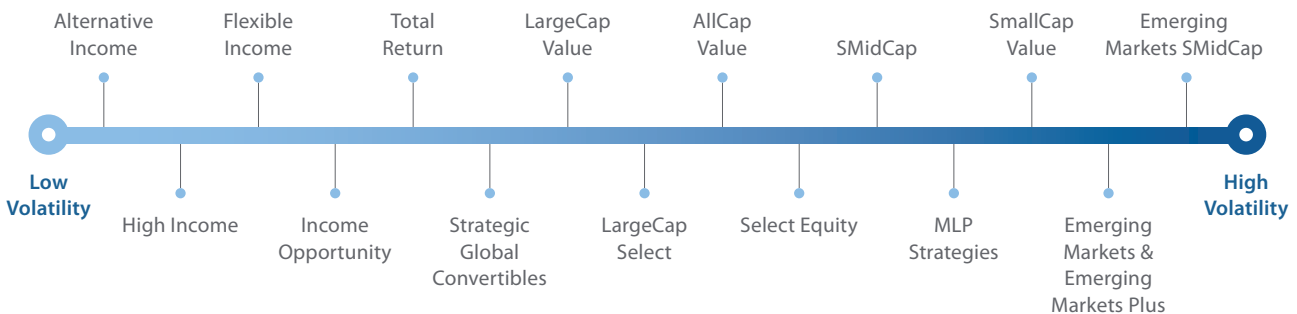 Alternative
Income
Flexible
Income
Total
Return
LargeCap
Value
AllCap
Value
SMidCap
SmallCap
Value
Emerging
Markets SMidCap
Low
Volatility
High
Volatility
High Income
Income
Opportunity
Strategic
Global
Convertibles
LargeCap
Select
Select Equity
MLP
Strategies
Emerging
Markets &
Emerging
Markets Plus